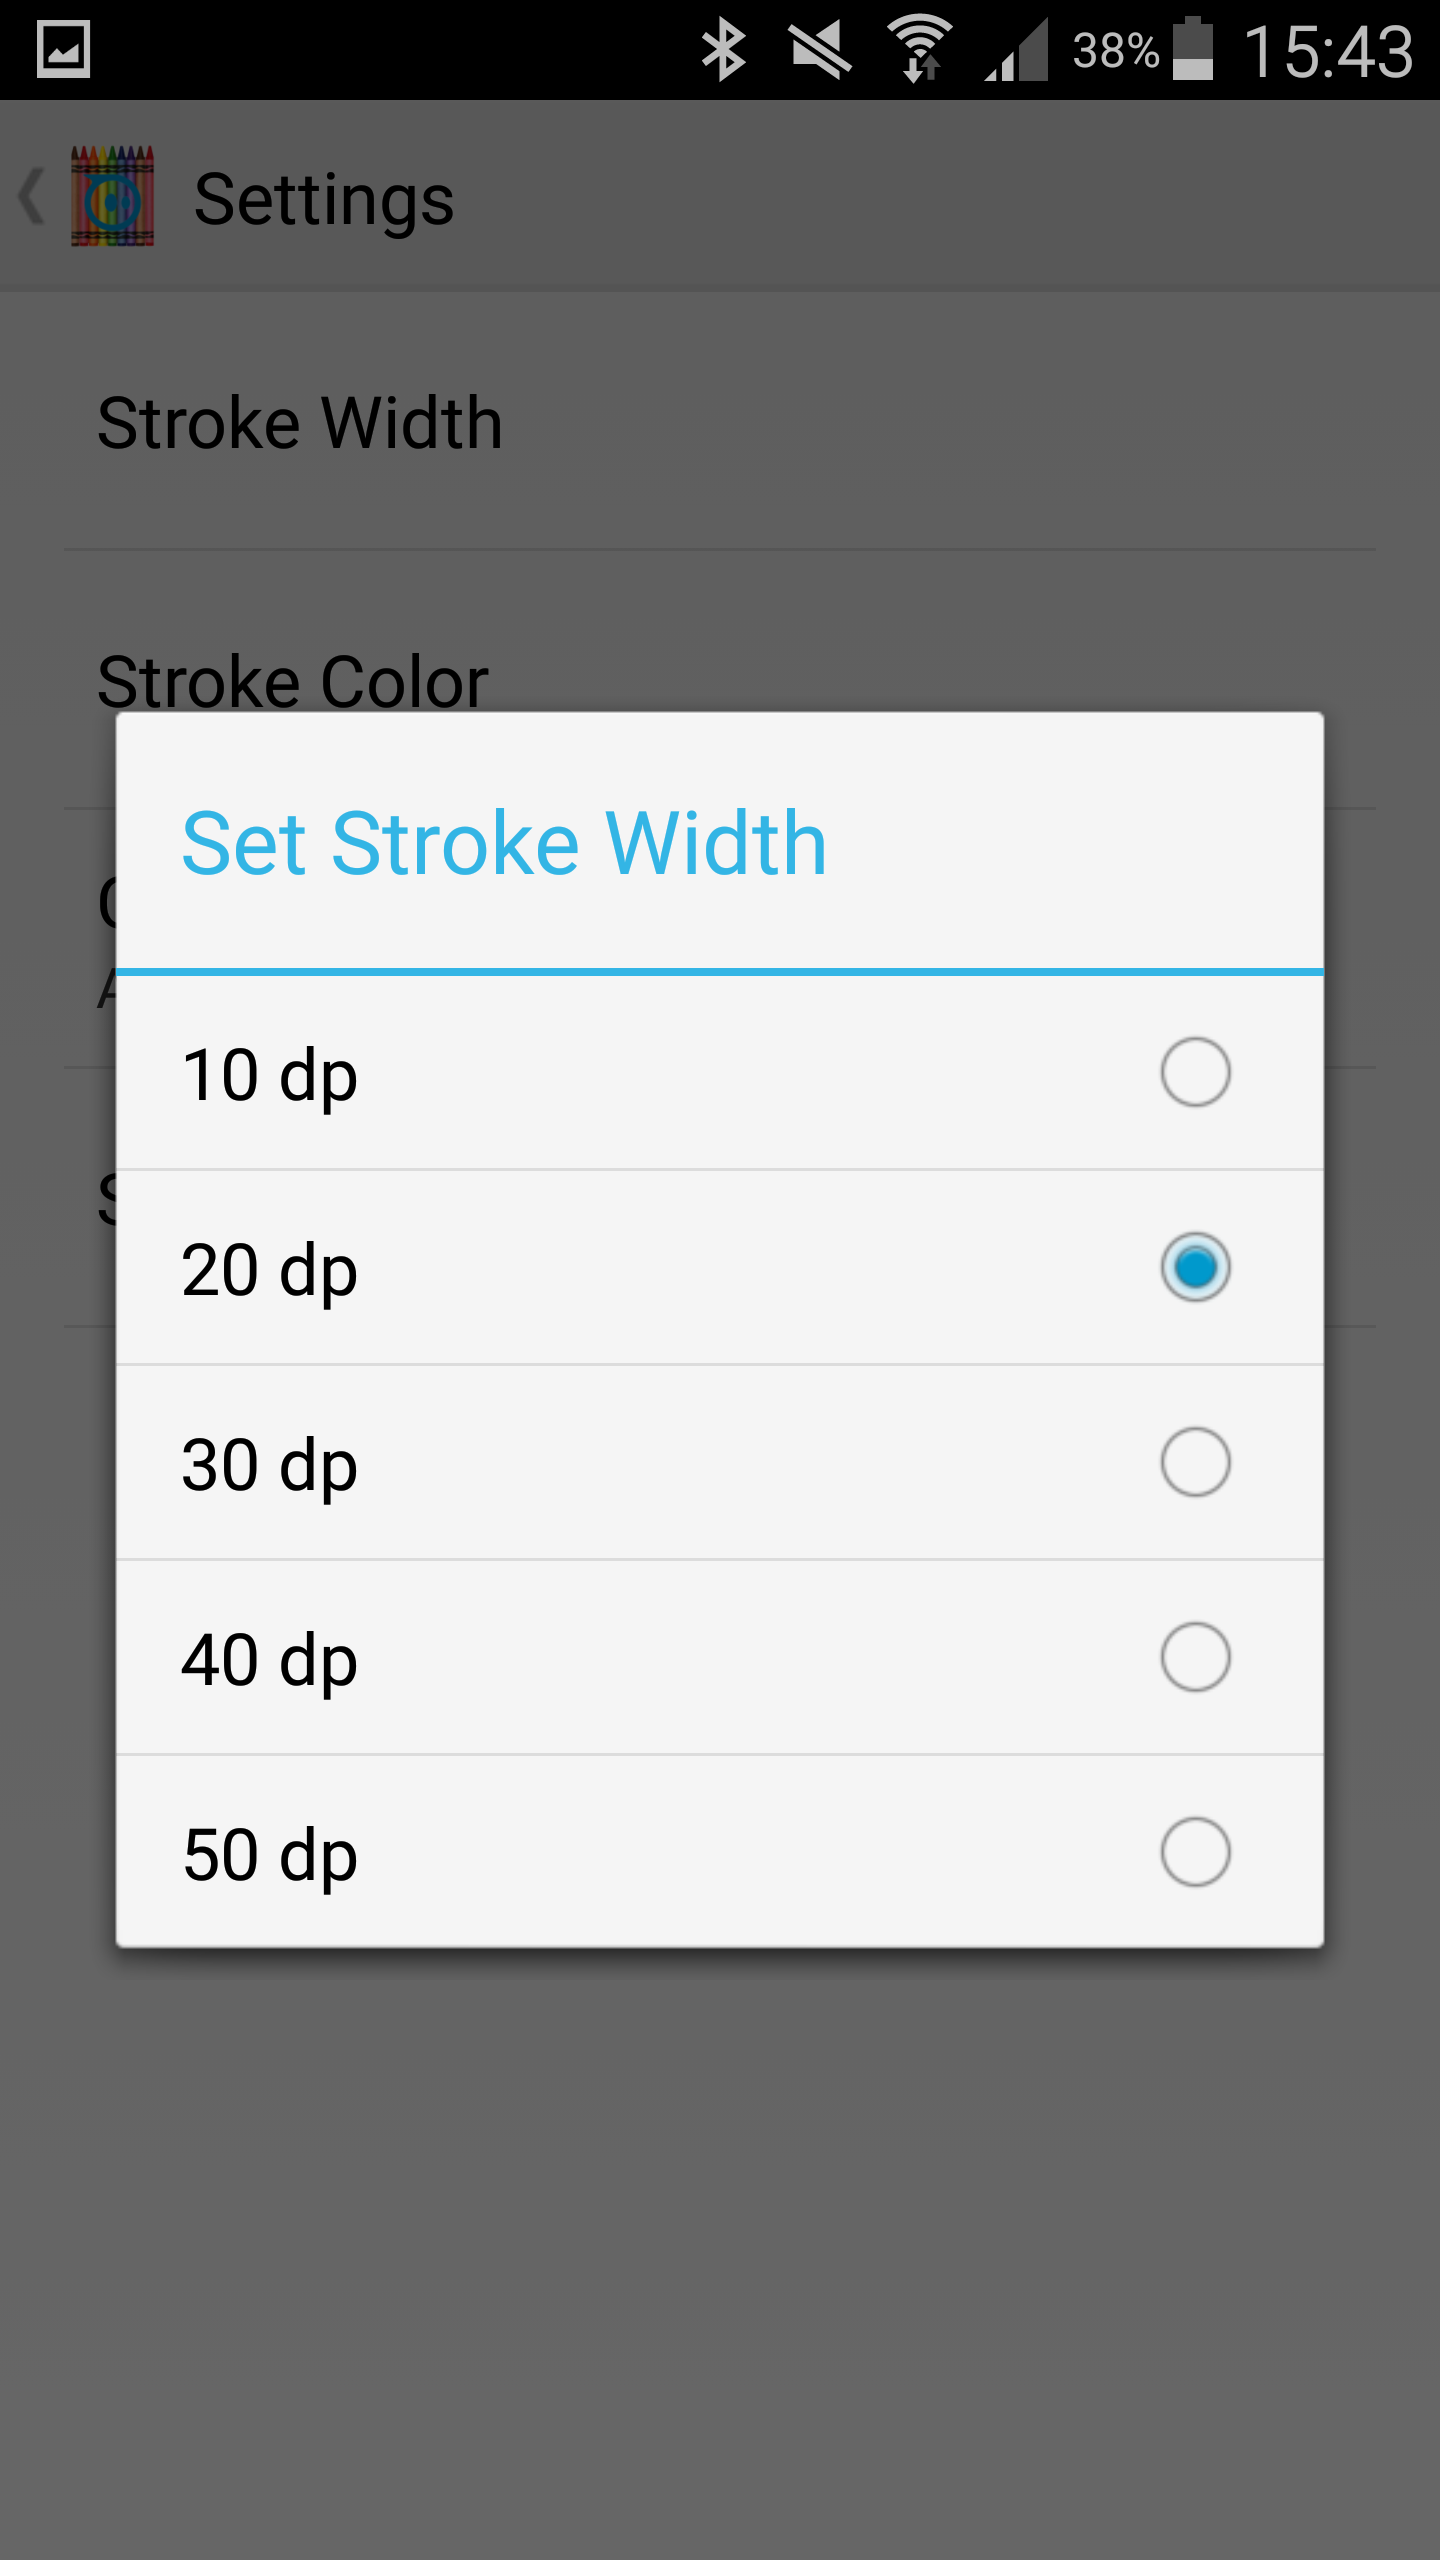 38% 15:43
Settings
Stroke Width
Stroke Color
Set Stroke Width
10 dp
20 dp
30 dp
40 dp
50 dp